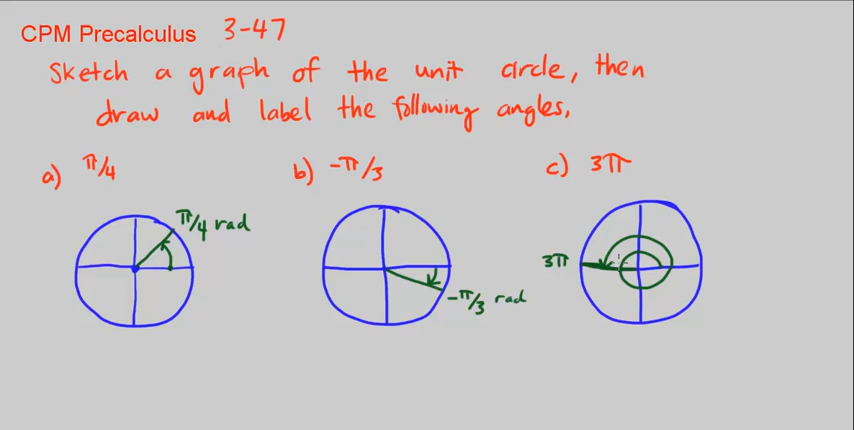 CPM Precalculus 3-47
Sketch a graph of the unit circle, then
draw and label the following angles.
a) π/4
b) -π/3
c) 3π
π/4 rad
-π/3 rad
3π